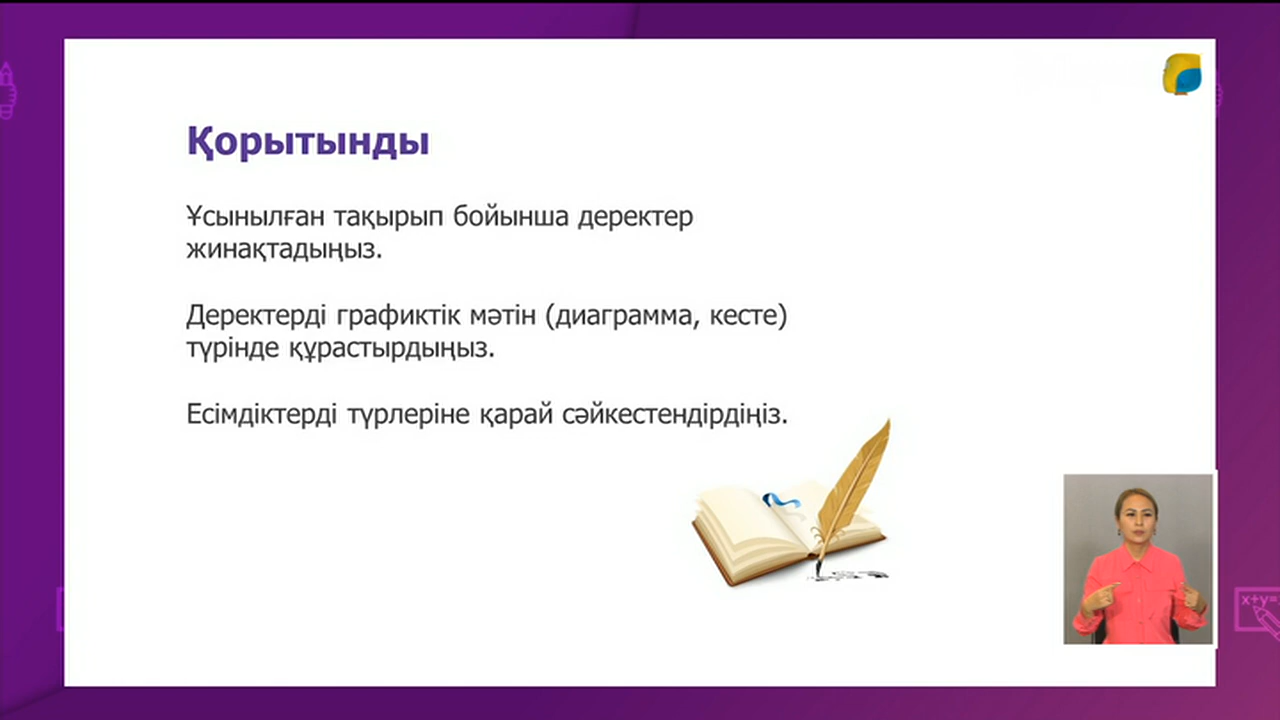 Қорытынды
Ұсынылған тақырып бойынша деректер
жинақтадыңыз.
Деректерді графиктік мәтін (диаграмма, кесте)
түрінде құрастырдыңыз.
Есімдіктерді түрлеріне қарай сәйкестендірдіңіз.
x+y=